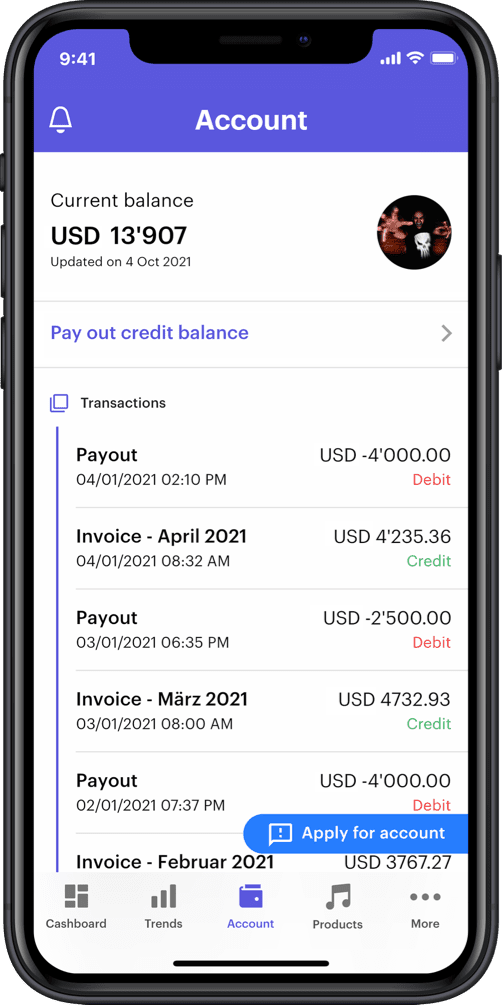 9:41
Account
Current balance
USD 13'907
Updated on 4 Oct 2021
Pay out credit balance
Transactions
Payout USD -4'000.00
04/01/2021 02:10 PM Debit
Invoice - April 2021 USD 4'235.36
04/01/2021 08:32 AM Credit
Payout USD -2'500.00
03/01/2021 06:35 PM Debit
Invoice - März 2021 USD 4732.93
03/01/2021 08:00 AM Credit
Payout USD -4'000.00
02/01/2021 07:37 PM Debit
Apply for account
Invoice - Februar 2021 USD 3767.27
Cashboard Trends Account Products More